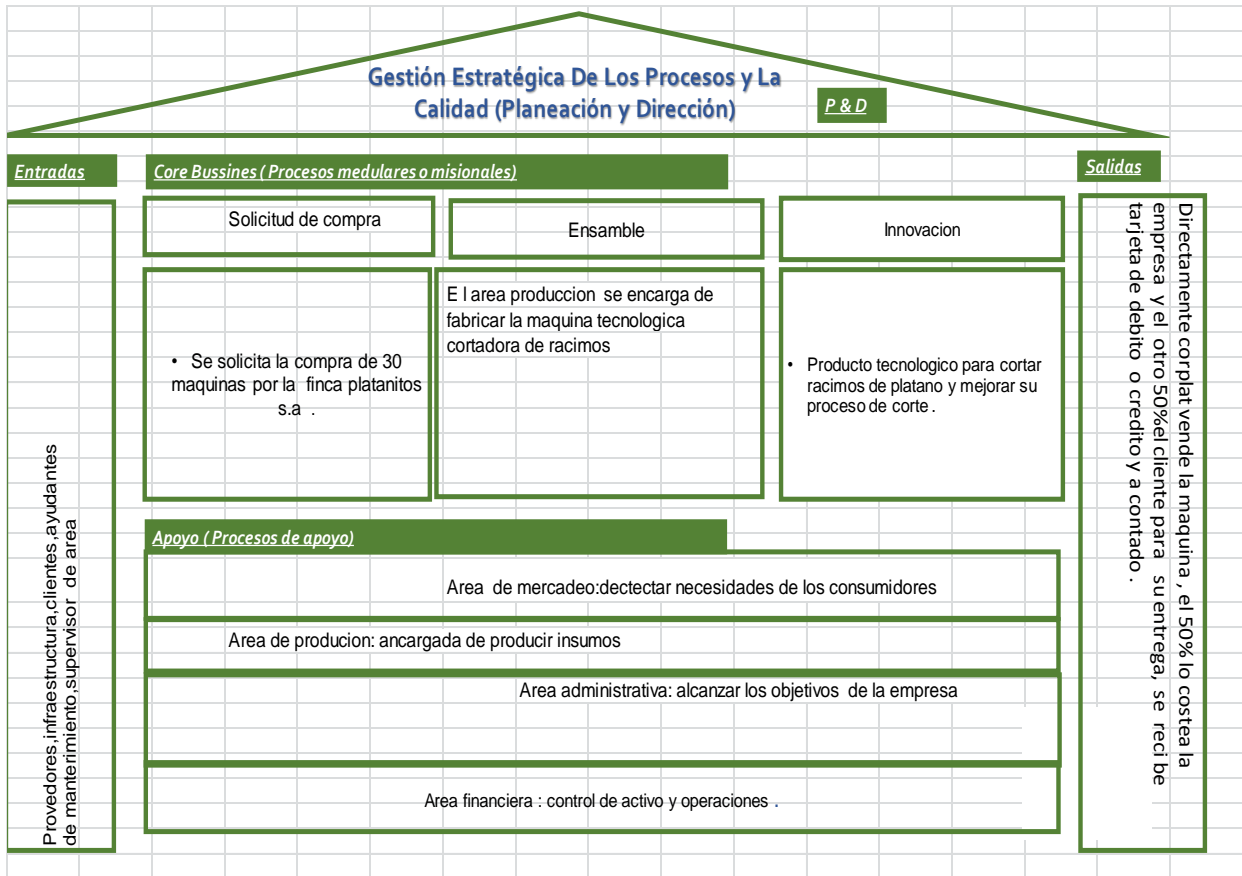 Gestión Estratégica De Los Procesos y La
Calidad (Planeación y Dirección)
P & D
Entradas
Core Bussines ( Procesos medulares o misionales)
Salidas
Solicitud de compra
Ensamble
Innovacion
• Se solicita la compra de 30
maquinas por la finca platanitos
s.a .
E l area produccion se encarga de
fabricar la maquina tecnologica
cortadora de racimos
• Producto tecnologico para cortar
racimos de platano y mejorar su
proceso de corte .
Provedores,infraestructura,clientes,ayudantes
de manterimiento,supervisor de area
Directamente corplat vende la maquina , el 50% lo costea la
empresa y el otro 50%el cliente para su entrega, se reci be
tarjeta de debito o credito y a contado .
Apoyo ( Procesos de apoyo)
Area de mercadeo:dectectar necesidades de los consumidores
Area de producion: ancargada de producir insumos
Area administrativa: alcanzar los objetivos de la empresa
Area financiera : control de activo y operaciones .